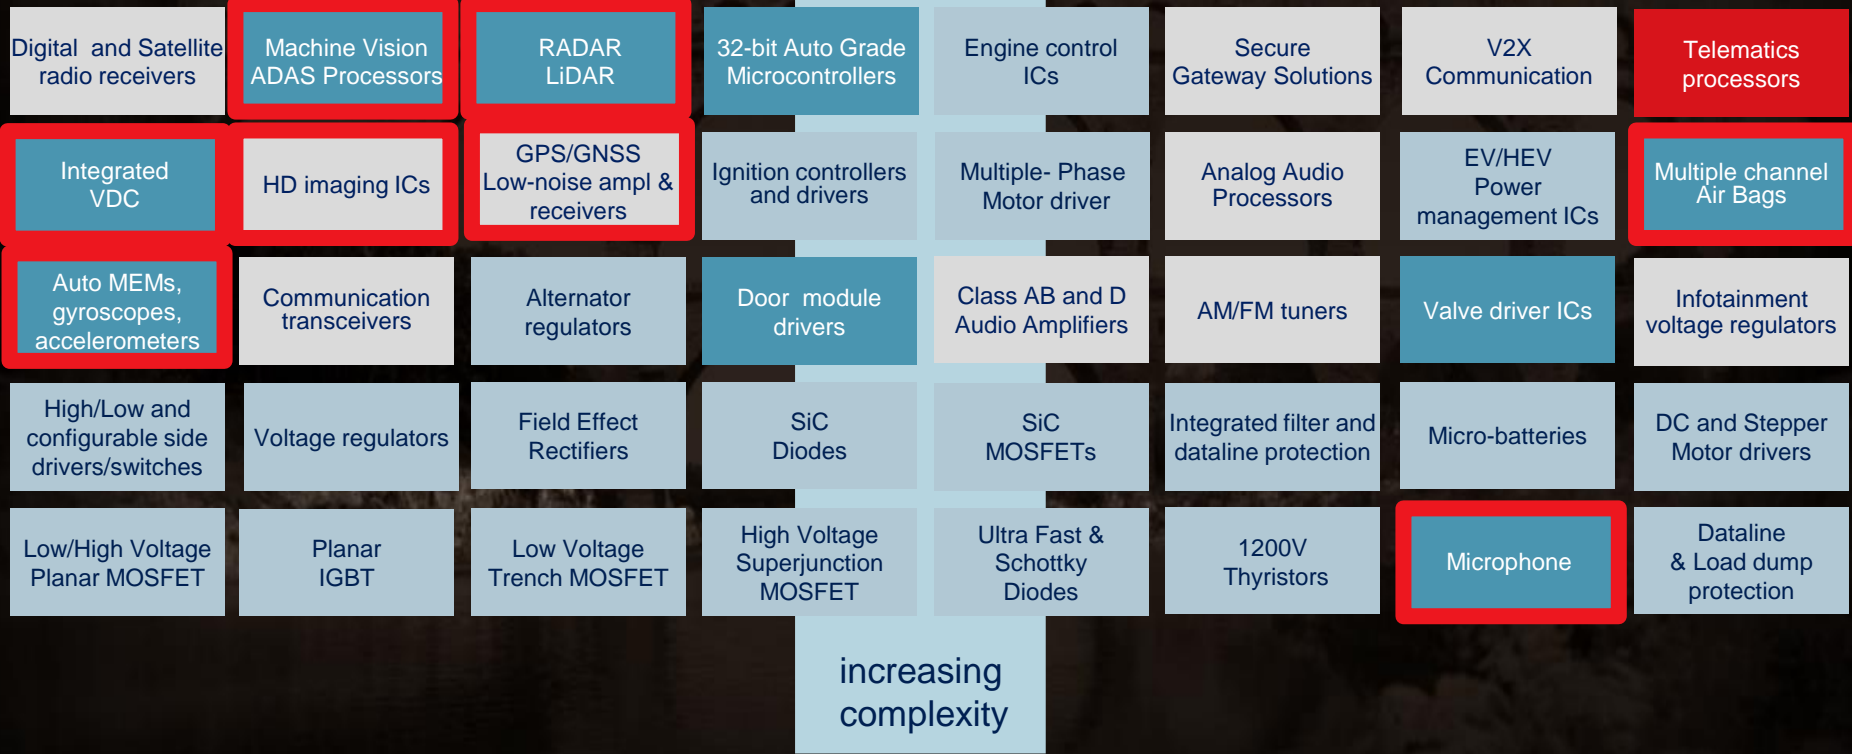 Digital and Satellite
radio receivers
Machine Vision
ADAS Processors
RADAR
LiDAR
32-bit Auto Grade
Microcontrollers
Engine control
ICs
Secure
Gateway Solutions
V2X
Communication
Telematics
processors
Integrated
VDC
HD imaging ICs
GPS/GNSS
Low-noise ampl &
receivers
Ignition controllers
and drivers
Multiple- Phase
Motor driver
Analog Audio
Processors
EV/HEV
Power
management ICs
Multiple channel
Air Bags
Auto MEMs,
gyroscopes,
accelerometers
Communication
transceivers
Alternator
regulators
Door module
drivers
Class AB and D
Audio Amplifiers
AM/FM tuners
Valve driver ICs
Infotainment
voltage regulators
High/Low and
configurable side
drivers/switches
Voltage regulators
Field Effect
Rectifiers
SiC
Diodes
SiC
MOSFETs
Integrated filter and
dataline protection
Micro-batteries
DC and Stepper
Motor drivers
Low/High Voltage
Planar MOSFET
Planar
IGBT
Low Voltage
Trench MOSFET
High Voltage
Superjunction
MOSFET
Ultra Fast &
Schottky
Diodes
1200V
Thyristors
Microphone
Dataline
& Load dump
protection
increasing
complexity